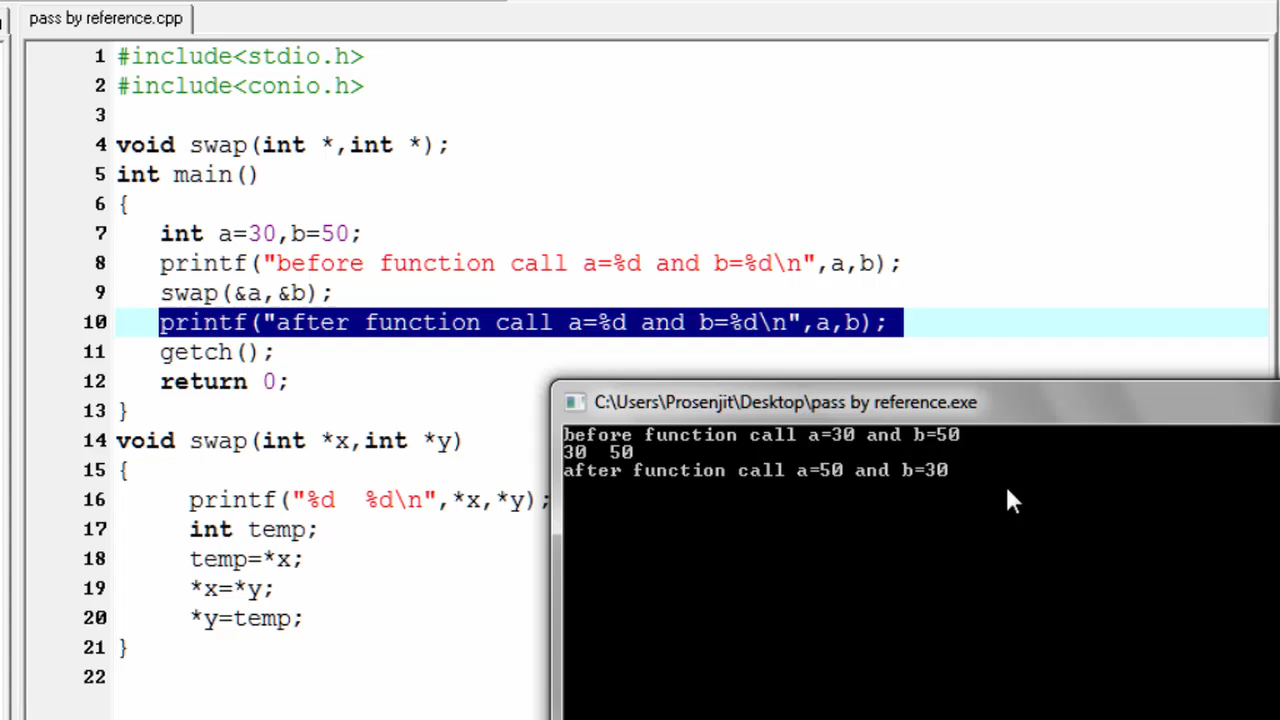 pass by reference.cpp
1 #include<stdio.h>
2 #include<conio.h>
3
4 void swap(int *,int *);
5 int main()
6 {
7 int a=30,b=50;
8 printf("before function call a=%d and b=%d\n",a,b);
9 swap(&a,&b);
10 printf("after function call a=%d and b=%d\n",a,b);
11 getch();
12 return 0;
13 }
14 void swap(int *x,int *y)
15 {
16 printf("%d  %d\n",*x,*y);
17 int temp;
18 temp=*x;
19 *x=*y;
20 *y=temp;
21 }
22
C:\Users\Prosenjit\Desktop\pass by reference.exe
before function call a=30 and b=50
30  50
after function call a=50 and b=30